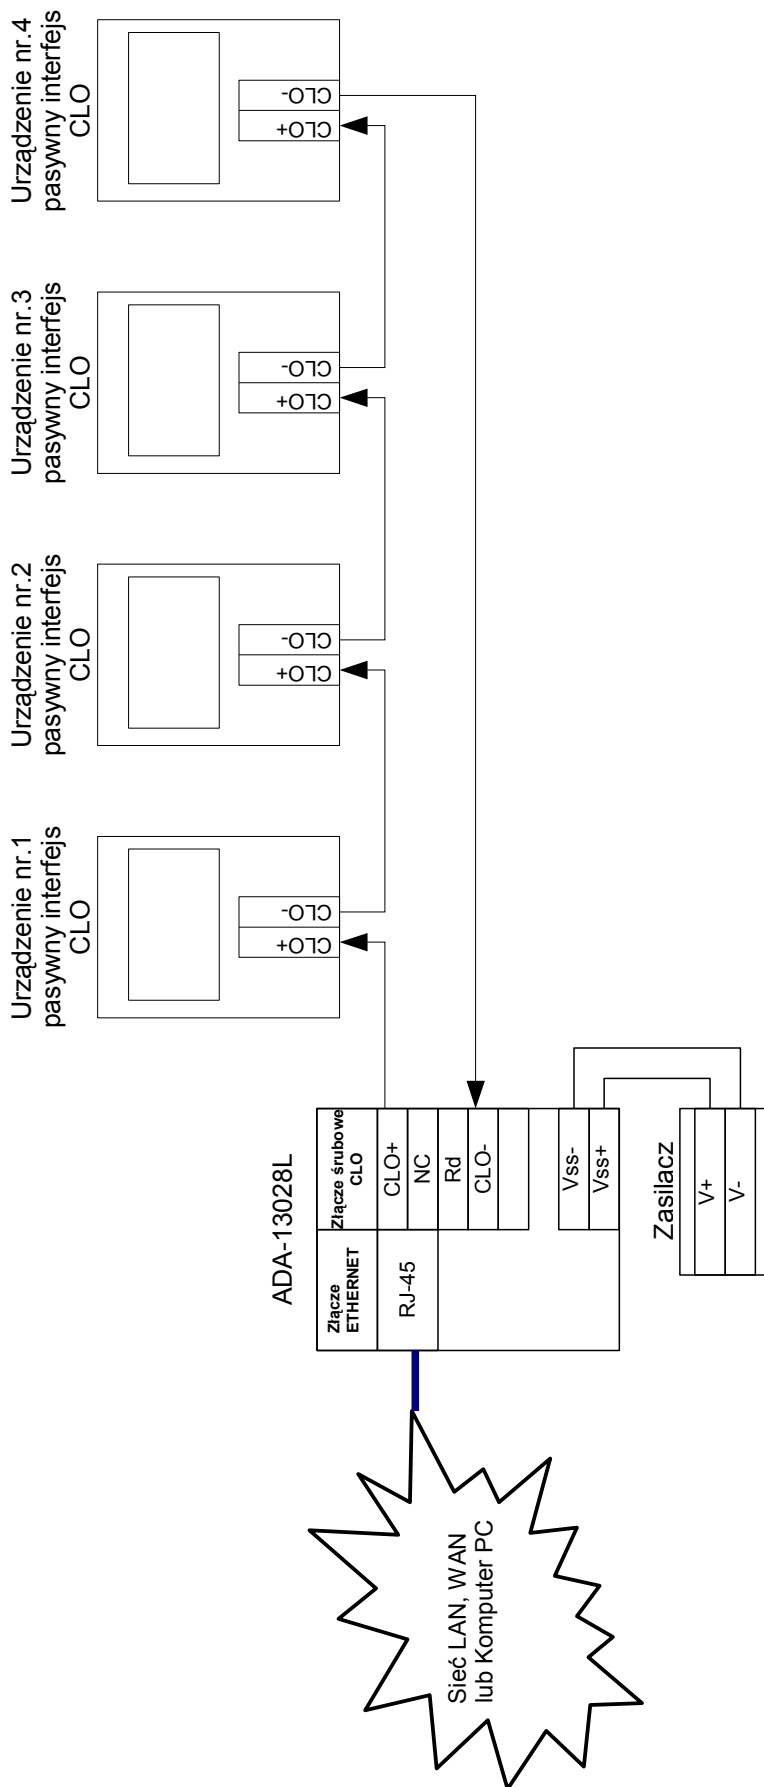 Urządzenie nr.1
pasywny interfejs
CLO
CLO+
CLO-
Urządzenie nr.2
pasywny interfejs
CLO
CLO+
CLO-
Urządzenie nr.3
pasywny interfejs
CLO
CLO+
CLO-
Urządzenie nr.4
pasywny interfejs
CLO
CLO+
CLO-
ADA-13028L
Złącze
ETHERNET
Złącze śrubowe
CLO
RJ-45
CLO+
NC
Rd
CLO-
Vss-
Vss+
Sieć LAN, WAN
lub Komputer PC
Zasilacz
V+
V-